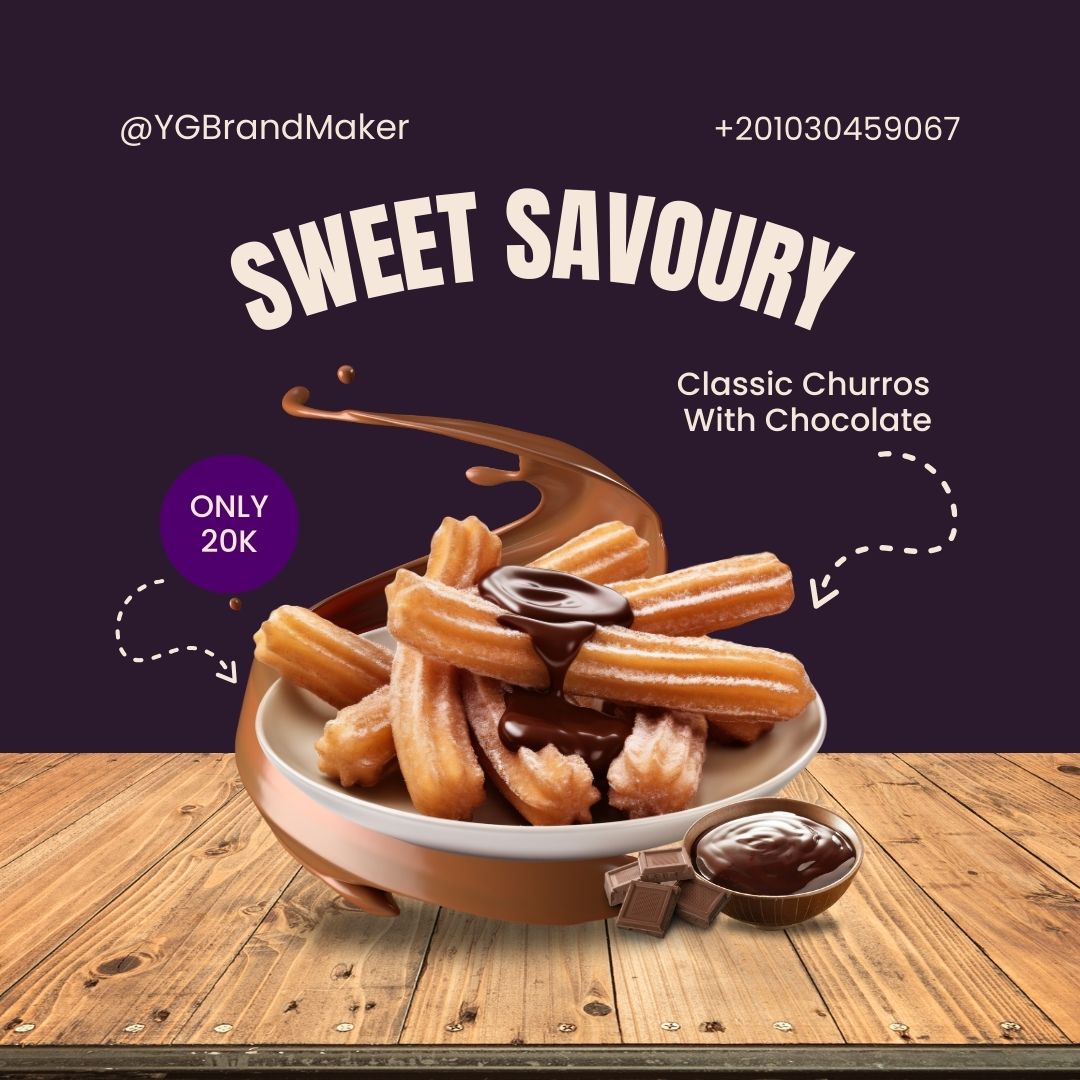 @YGBrandMaker
+201030459067
SWEET SAVOURY
Classic Churros
With Chocolate
ONLY
20K